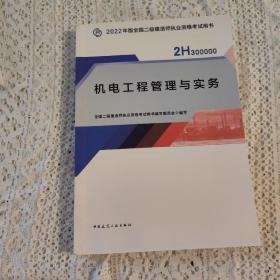 2022年版全国二级建造师执业资格考试用书
2H300000
机电工程管理与实务
全国二级建造师执业资格考试用书编写委员会 编写
中国建筑工业出版社